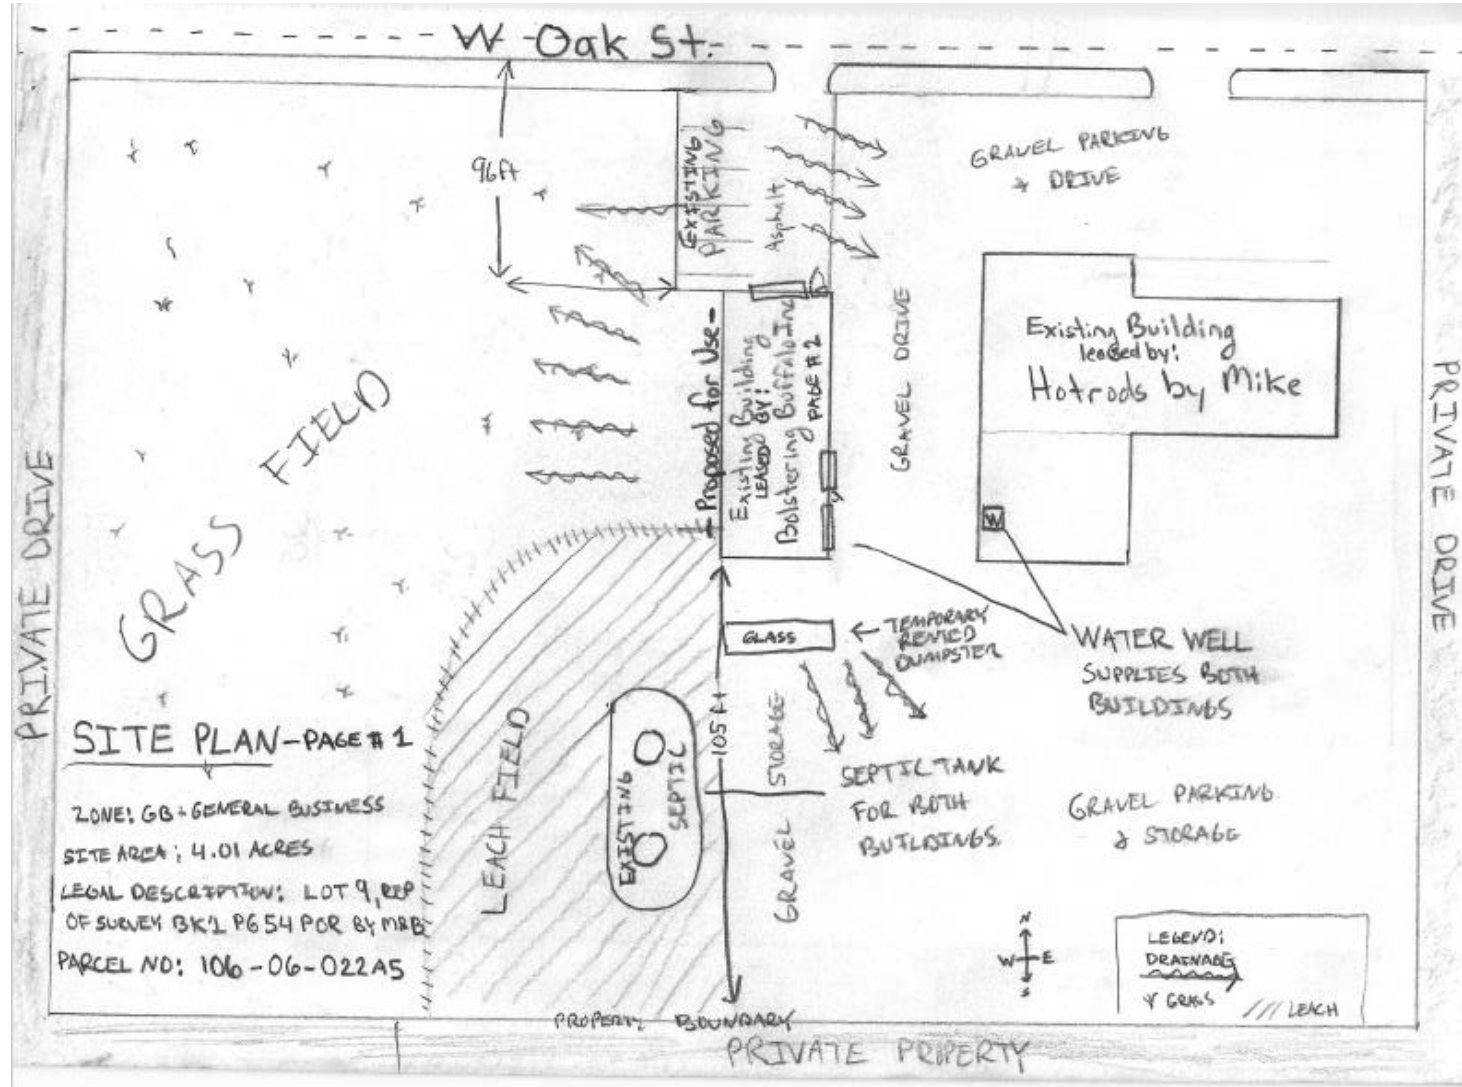 W Oak St.
96ft
EXISTING
PARKING
Asphalt
GRAVEL PARKING
& DRIVE
GRAVEL DRIVE
Existing Building
leased by:
Hotrods by Mike
W
- Proposed for Use -
Existing Building
LEASED BY:
Bolstering Buffalo Inc
PAGE # 2
PRIVATE DRIVE
PRIVATE DRIVE
GRASS FIELD
GLASS
TEMPORARY
RENTED
DUMPSTER
WATER WELL
SUPPLIES BOTH
BUILDINGS
SITE PLAN - PAGE # 1
ZONE: GB - GENERAL BUSINESS
SITE AREA: 4.01 ACRES
LEGAL DESCRIPTION: LOT 9, REP
OF SURVEY BK1 PG 54 POR BY M&B
PARCEL NO: 106-06-022A5
LEACH FIELD
EXISTING
SEPTIC
105 ft
GRAVEL STORAGE
SEPTIC TANK
FOR BOTH
BUILDINGS.
GRAVEL PARKING
& STORAGE
N
W E
S
LEGEND:
DRAINAGE
Y GRASS
/// LEACH
PROPERTY BOUNDARY
PRIVATE PROPERTY